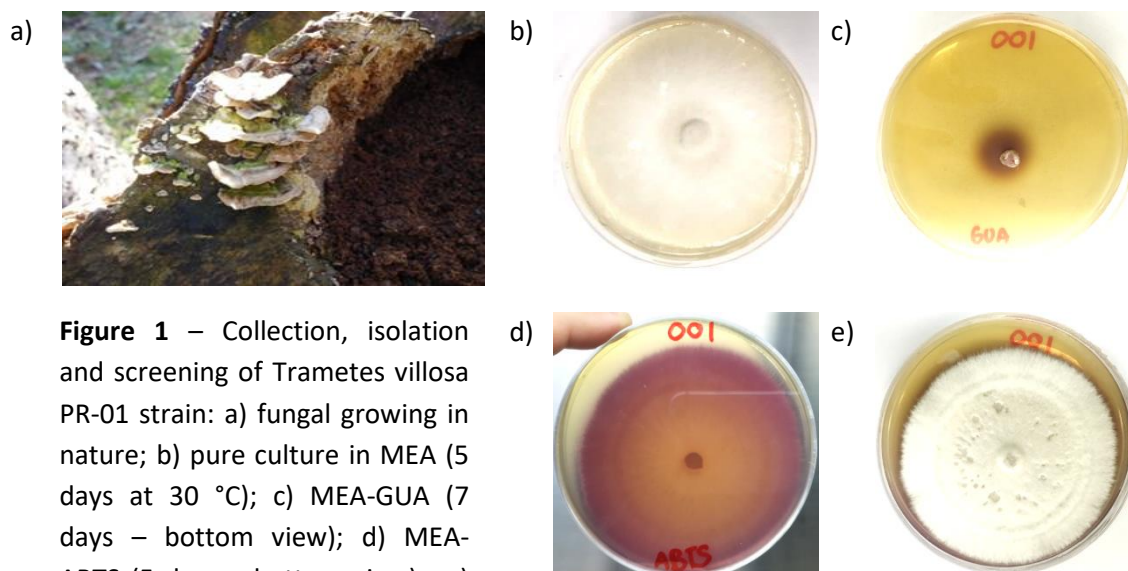 a)
b)
c)
001
GUA
Figure 1 – Collection, isolation
and screening of Trametes villosa
PR-01 strain: a) fungal growing in
nature; b) pure culture in MEA (5
days at 30 °C); c) MEA-GUA (7
days – bottom view); d) MEA-
d)
001
ABTS
e)
001